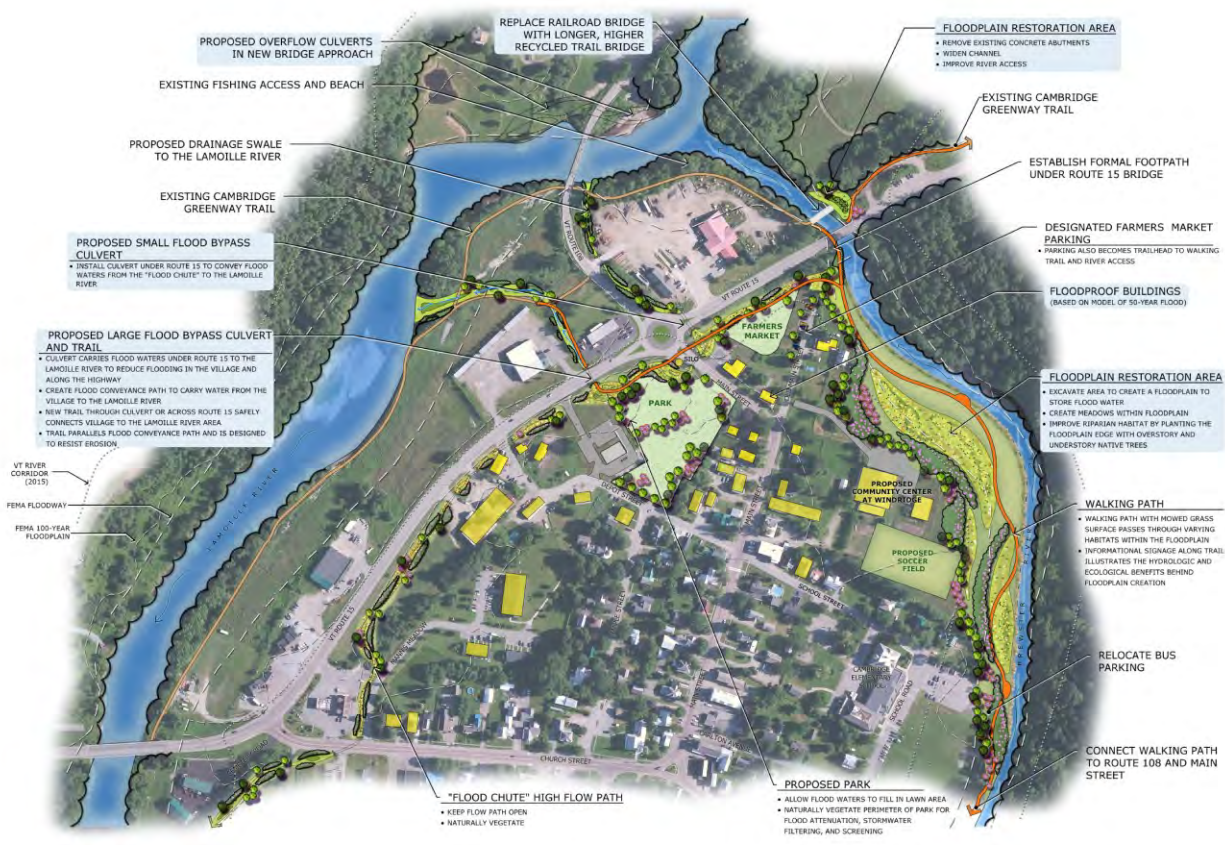 REPLACE RAILROAD BRIDGE
WITH LONGER, HIGHER
RECYCLED TRAIL BRIDGE
PROPOSED OVERFLOW CULVERTS
IN NEW BRIDGE APPROACH
EXISTING FISHING ACCESS AND BEACH
PROPOSED DRAINAGE SWALE
TO THE LAMOILLE RIVER
EXISTING CAMBRIDGE
GREENWAY TRAIL
PROPOSED SMALL FLOOD BYPASS
CULVERT
• INSTALL CULVERT UNDER ROUTE 15 TO CONVEY FLOOD
WATERS FROM THE "FLOOD CHUTE" TO THE LAMOILLE
RIVER
PROPOSED LARGE FLOOD BYPASS CULVERT
AND TRAIL
• CULVERT CARRIES FLOOD WATERS UNDER ROUTE 15 TO THE
LAMOILLE RIVER TO REDUCE FLOODING IN THE VILLAGE AND
ALONG THE HIGHWAY
• CREATE FLOOD CONVEYANCE PATH TO CARRY WATER FROM THE
VILLAGE TO THE LAMOILLE RIVER
• NEW TRAIL THROUGH CULVERT OR ACROSS ROUTE 15 SAFELY
CONNECTS VILLAGE TO THE LAMOILLE RIVER AREA
• TRAIL PARALLELS FLOOD CONVEYANCE PATH AND IS DESIGNED
TO RESIST EROSION
VT RIVER
CORRIDOR
(2015)
FEMA FLOODWAY
FEMA 100-YEAR
FLOODPLAIN
FLOODPLAIN RESTORATION AREA
• REMOVE EXISTING CONCRETE ABUTMENTS
• WIDEN CHANNEL
• IMPROVE RIVER ACCESS
EXISTING CAMBRIDGE
GREENWAY TRAIL
ESTABLISH FORMAL FOOTPATH
UNDER ROUTE 15 BRIDGE
DESIGNATED FARMERS MARKET
PARKING
• PARKING ALSO BECOMES TRAILHEAD TO WALKING
TRAIL AND RIVER ACCESS
FLOODPROOF BUILDINGS
(BASED ON MODEL OF 50-YEAR FLOOD)
FLOODPLAIN RESTORATION AREA
• EXCAVATE AREA TO CREATE A FLOODPLAIN TO
STORE FLOOD WATER
• CREATE MEADOWS WITHIN FLOODPLAIN
• IMPROVE RIPARIAN HABITAT BY PLANTING THE
FLOODPLAIN EDGE WITH OVERSTORY AND
UNDERSTORY NATIVE TREES
WALKING PATH
• WALKING PATH WITH MOWED GRASS
SURFACE PASSES THROUGH VARYING
HABITATS WITHIN THE FLOODPLAIN
• INFORMATIONAL SIGNAGE ALONG TRAIL
ILLUSTRATES THE HYDROLOGIC AND
ECOLOGICAL BENEFITS BEHIND
FLOODPLAIN CREATION
RELOCATE BUS
PARKING
CONNECT WALKING PATH
TO ROUTE 108 AND MAIN
STREET
PROPOSED PARK
• ALLOW FLOOD WATERS TO FILL IN LAWN AREA
• NATURALLY VEGETATE PERIMETER OF PARK FOR
FLOOD ATTENUATION, STORMWATER
FILTERING, AND SCREENING
"FLOOD CHUTE" HIGH FLOW PATH
• KEEP FLOW PATH OPEN
• NATURALLY VEGETATE
VT ROUTE 15
FARMERS
MARKET
SILO
PARK
MAIN STREET
PROPOSED
COMMUNITY CENTER
AT WINDRIDGE
PROPOSED
SOCCER
FIELD
SCHOOL STREET
VT ROUTE 15
LAMOILLE RIVER
SCHOOL ROAD
CHURCH STREET